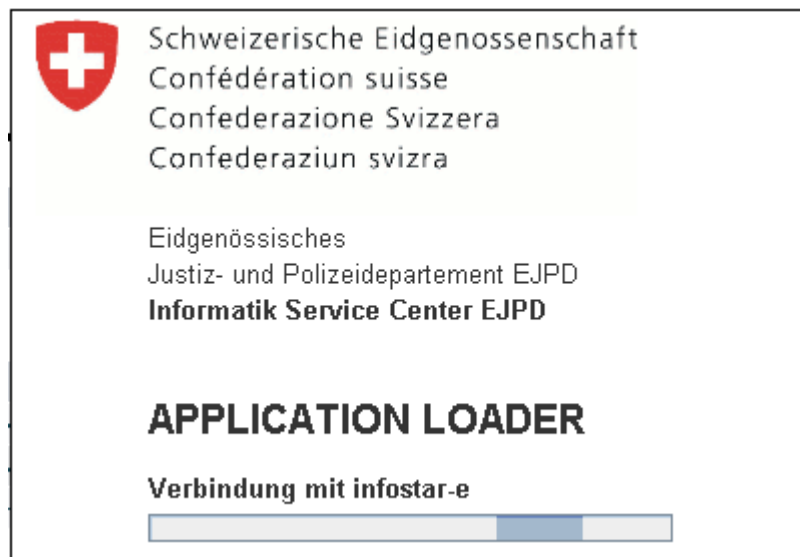 Schweizerische Eidgenossenschaft
Confédération suisse
Confederazione Svizzera
Confederaziun svizra
Eidgenössisches
Justiz- und Polizeidepartement EJPD
Informatik Service Center EJPD
APPLICATION LOADER
Verbindung mit infostar-e